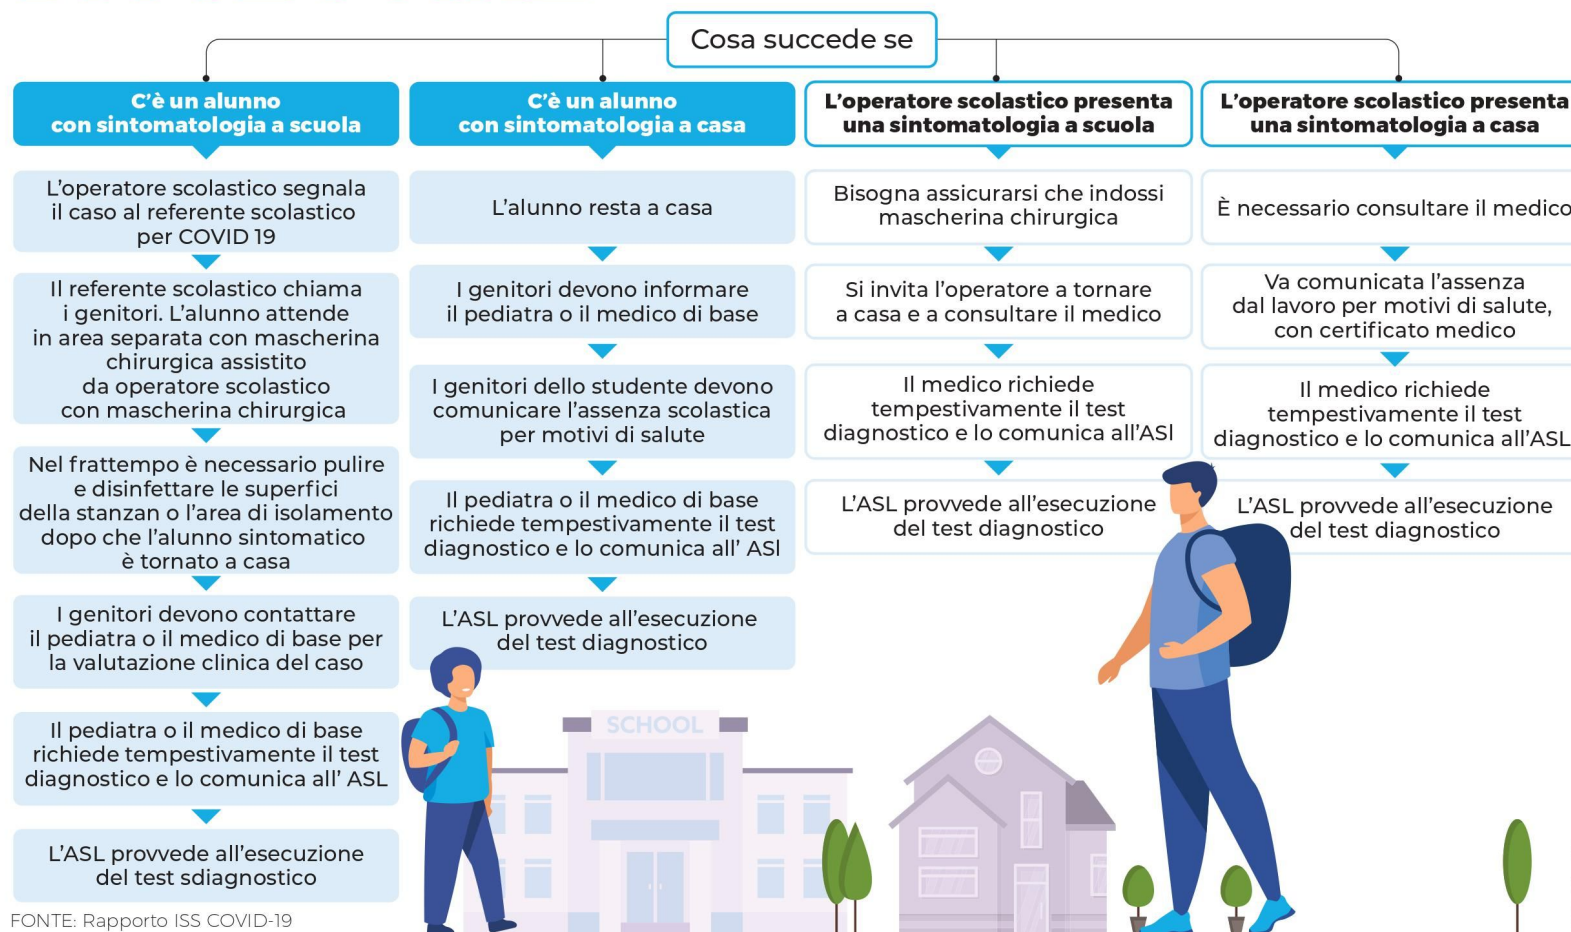 Cosa succede se
C'è un alunno
con sintomatologia a scuola
L'operatore scolastico segnala
il caso al referente scolastico
per COVID 19
Il referente scolastico chiama
i genitori. L'alunno attende
in area separata con mascherina
chirurgica assistito
da operatore scolastico
con mascherina chirurgica
Nel frattempo è necessario pulire
e disinfettare le superfici
della stanzan o l'area di isolamento
dopo che l'alunno sintomatico
è tornato a casa
I genitori devono contattare
il pediatra o il medico di base per
la valutazione clinica del caso
Il pediatra o il medico di base
richiede tempestivamente il test
diagnostico e lo comunica all' ASL
L'ASL provvede all'esecuzione
del test sdiagnostico
C'è un alunno
con sintomatologia a casa
L'alunno resta a casa
I genitori devono informare
il pediatra o il medico di base
I genitori dello studente devono
comunicare l'assenza scolastica
per motivi di salute
Il pediatra o il medico di base
richiede tempestivamente il test
diagnostico e lo comunica all' ASl
L'ASL provvede all'esecuzione
del test diagnostico
L'operatore scolastico presenta
una sintomatologia a scuola
Bisogna assicurarsi che indossi
mascherina chirurgica
Si invita l'operatore a tornare
a casa e a consultare il medico
Il medico richiede
tempestivamente il test
diagnostico e lo comunica all'ASl
L'ASL provvede all'esecuzione
del test diagnostico
L'operatore scolastico presenta
una sintomatologia a casa
È necessario consultare il medico
Va comunicata l'assenza
dal lavoro per motivi di salute,
con certificato medico
Il medico richiede
tempestivamente il test
diagnostico e lo comunica all'ASL
L'ASL provvede all'esecuzione
del test diagnostico
SCHOOL
FONTE: Rapporto ISS COVID-19